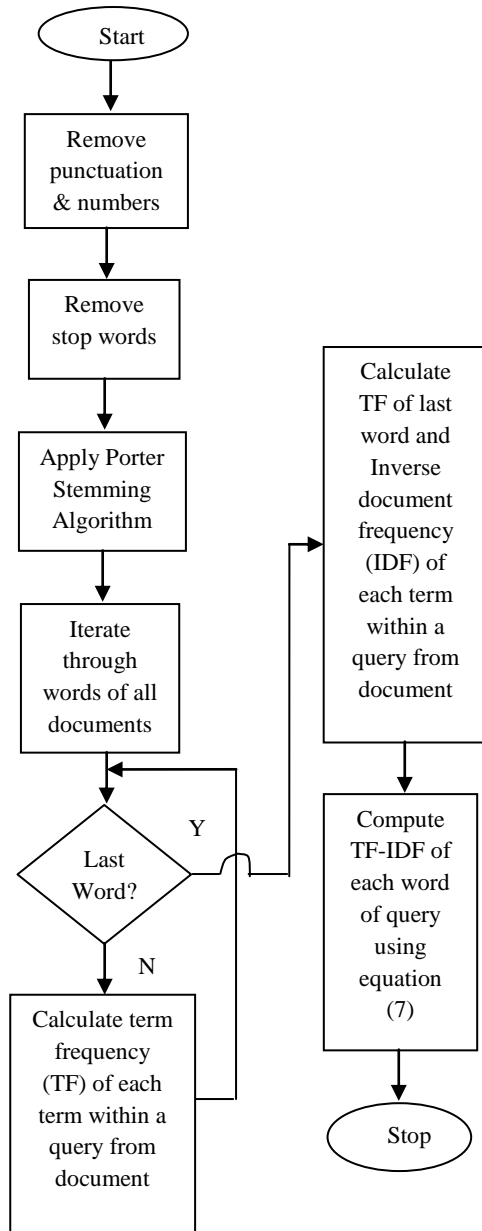 Start
Remove
punctuation
& numbers
Remove
stop words
Apply Porter
Stemming
Algorithm
Iterate
through
words of all
documents
Last
Word?
Y
N
Calculate term
frequency
(TF) of each
term within a
query from
document
Calculate
TF of last
word and
Inverse
document
frequency
(IDF) of
each term
within a
query from
document
Compute
TF-IDF of
each word
of query
using
equation
(7)
Stop